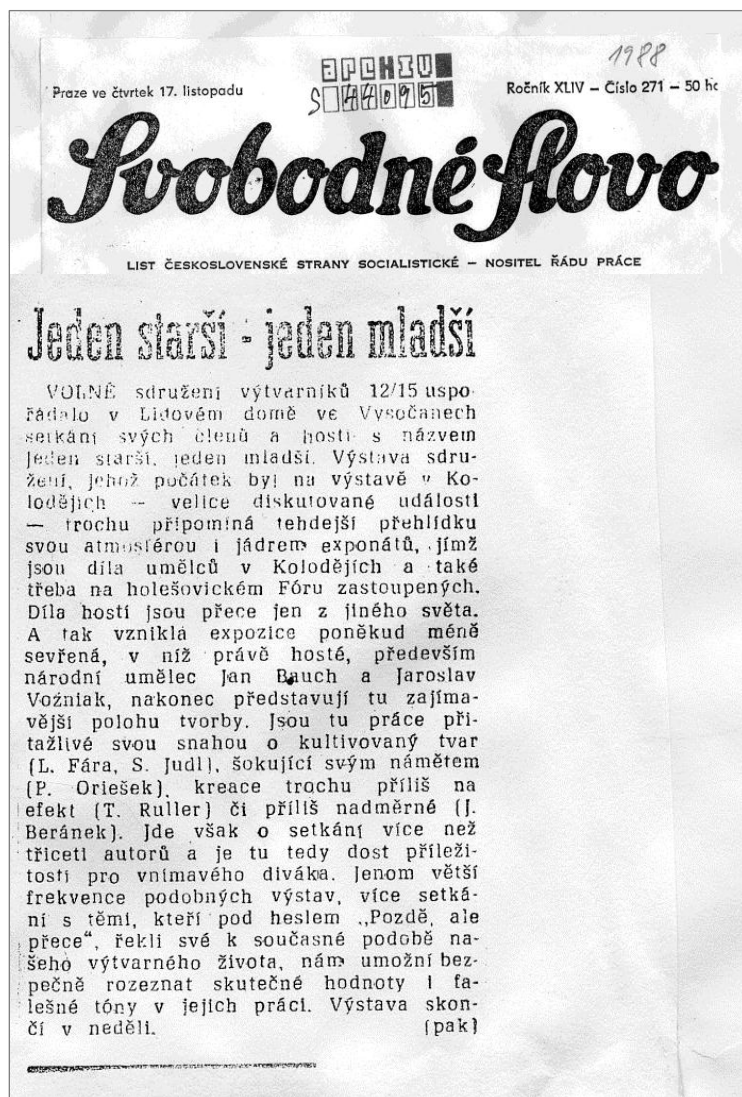 1988
ARCHIV
S 44095
Praze ve čtvrtek 17. listopadu
Ročník XLIV – Číslo 271 – 50 hc
Svobodné slovo
LIST ČESKOSLOVENSKÉ STRANY SOCIALISTICKÉ – NOSITEL ŘÁDU PRÁCE
Jeden starší - jeden mladší
VOLNÉ sdružení výtvarníků 12/15 uspo-
řádalo v Lidovém domě ve Vysočanech
setkání svých členů a hostí s názvem
Jeden starší, jeden mladší. Výstava sdru-
žení, jehož počátek byl na výstavě v Ko-
lodějích — velice diskutované události
— trochu připomíná tehdejší přehlídku
svou atmosférou i jádrem exponátů, jímž
jsou díla umělců v Kolodějích a také
třeba na holešovickém Fóru zastoupených.
Díla hostí jsou přece jen z jiného světa.
A tak vznikla expozice poněkud méně
sevřená, v níž právě hosté, především
národní umělec Jan Bauch a Jaroslav
Vožniak, nakonec představují tu zajíma-
vější polohu tvorby. Jsou tu práce při-
tažlivé svou snahou o kultivovaný tvar
(L. Fára, S. Judl), šokující svým námětem
(P. Oriešek), kreace trochu příliš na
efekt (T. Ruller) či příliš nadměrné (J.
Beránek). Jde však o setkání více než
třiceti autorů a je tu tedy dost příleži-
tostí pro vnímavého diváka. Jenom větší
frekvence podobných výstav, více setká-
ní s těmi, kteří pod heslem „Pozdě, ale
přece“, řekli své k současné podobě na-
šeho výtvarného života, nám umožní bez-
pečně rozeznat skutečné hodnoty i fa-
lešné tóny v jejich práci. Výstava skon-
čí v neděli. (pak)